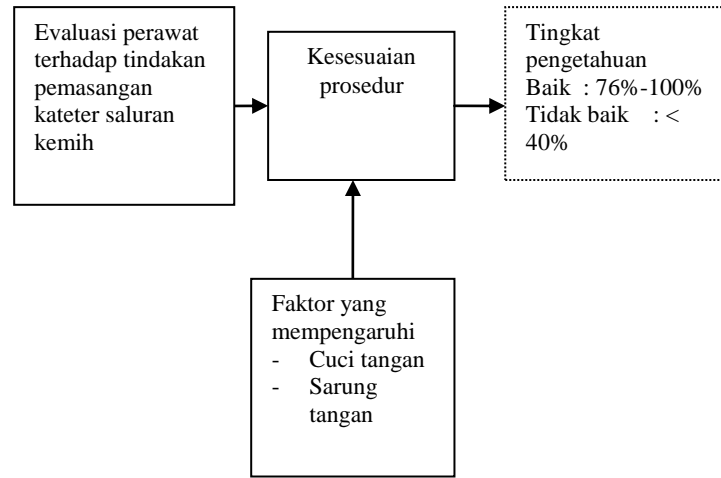 Evaluasi perawat
terhadap tindakan
pemasangan
kateter saluran
kemih
Kesesuaian
prosedur
Tingkat
pengetahuan
Baik : 76%-100%
Tidak baik : <
40%
Faktor yang
mempengaruhi
- Cuci tangan
- Sarung
tangan